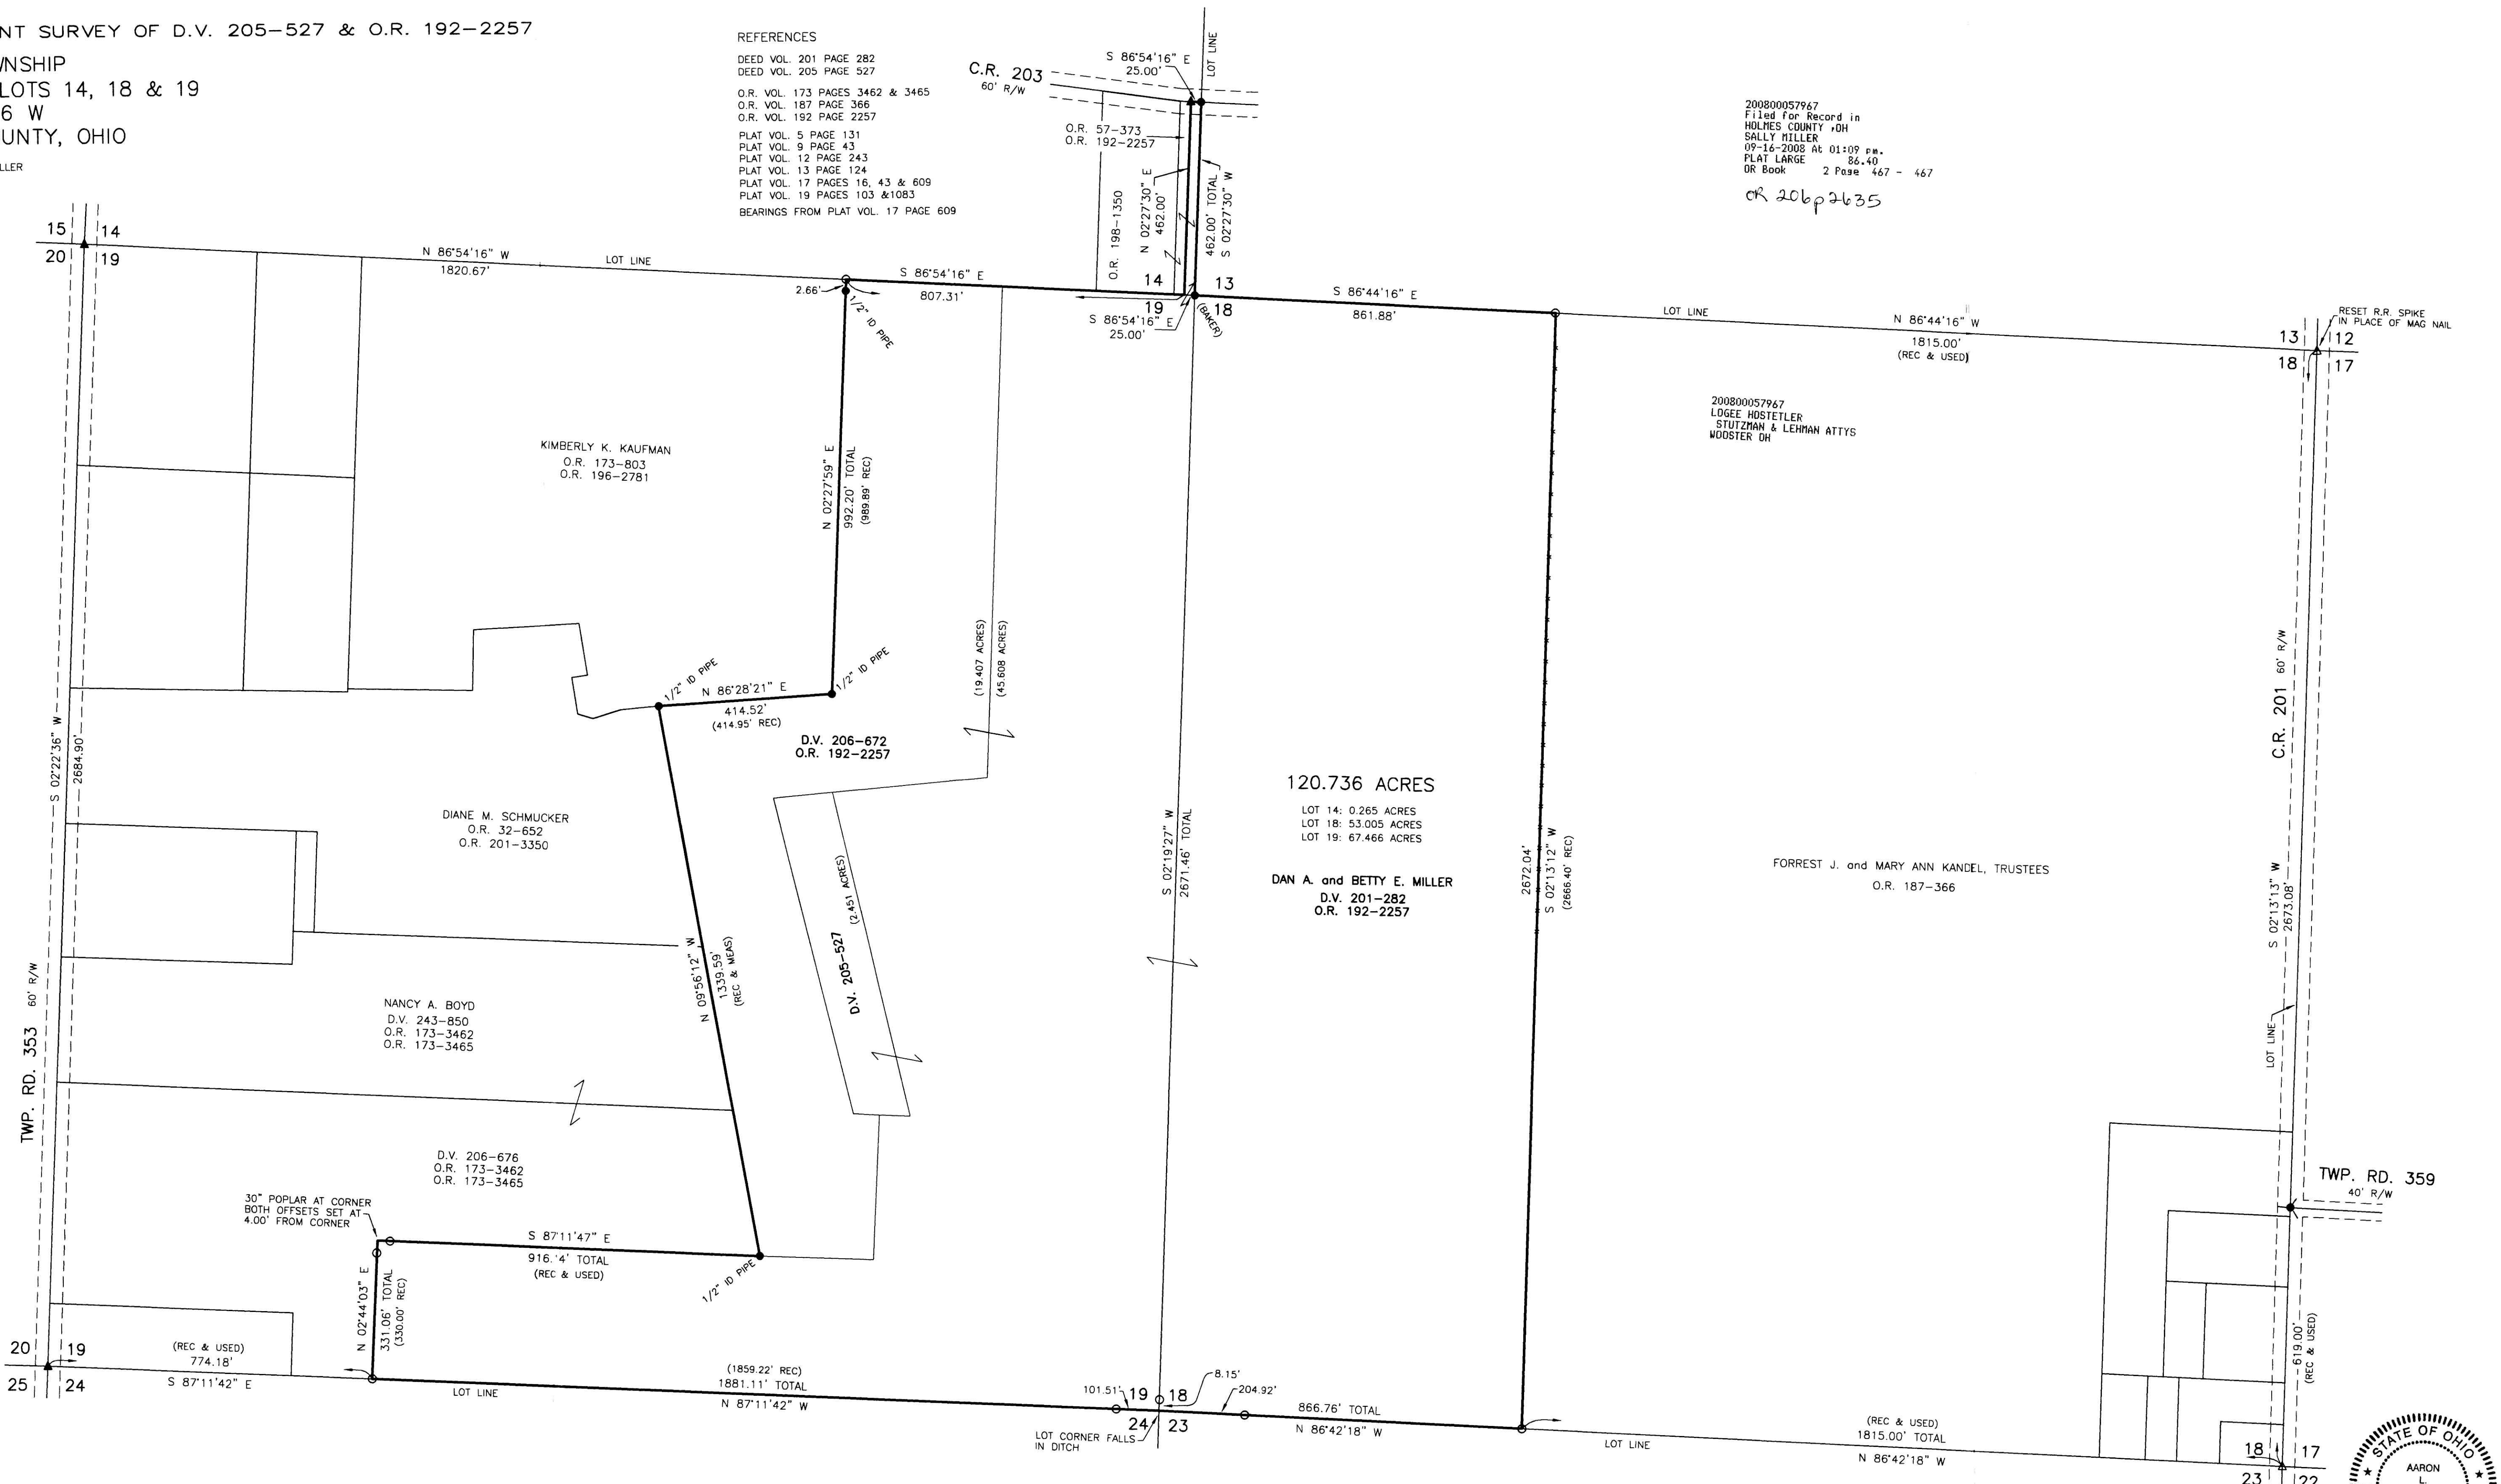 NT SURVEY OF D.V. 205-527 & O.R. 192-2257
WNSHIP
LOTS 14, 18 & 19
6 W
UNTY, OHIO
LLER
REFERENCES
DEED VOL. 201 PAGE 282
DEED VOL. 205 PAGE 527
O.R. VOL. 173 PAGES 3462 & 3465
O.R. VOL. 187 PAGE 366
O.R. VOL. 192 PAGE 2257
PLAT VOL. 5 PAGE 131
PLAT VOL. 9 PAGE 43
PLAT VOL. 12 PAGE 243
PLAT VOL. 13 PAGE 124
PLAT VOL. 17 PAGES 16, 43 & 609
PLAT VOL. 19 PAGES 103 &1083
BEARINGS FROM PLAT VOL. 17 PAGE 609
C.R. 203
60' R/W
S 86°54'16" E
25.00'
LOT LINE
O.R. 57-373
O.R. 192-2257
O.R. 198-1350
N 02°27'30" E
462.00'
462.00' TOTAL
S 02°27'30" W
200800057967
Filed for Record in
HOLMES COUNTY ,OH
SALLY MILLER
09-16-2008 At 01:09 pm.
PLAT LARGE 86.40
OR Book 2 Page 467 - 467
OR 206p2635
15 14
20 19
N 86°54'16" W
1820.67'
LOT LINE
2.66'
1/2" ID PIPE
S 86°54'16" E
807.31'
14 13
19 18
(BAKER)
S 86°54'16" E
25.00'
S 86°44'16" E
861.88'
LOT LINE
N 86°44'16" W
1815.00'
(REC & USED)
RESET R.R. SPIKE
IN PLACE OF MAG NAIL
13 12
18 17
200800057967
LOGEE HOSTETLER
STUTZMAN & LEHMAN ATTYS
WOOSTER OH
KIMBERLY K. KAUFMAN
O.R. 173-803
O.R. 196-2781
N 02°27'59" E
992.20' TOTAL
(989.89' REC)
1/2" ID PIPE
1/2" ID PIPE
N 86°28'21" E
414.52'
(414.95' REC)
D.V. 206-672
O.R. 192-2257
(19.407 ACRES)
(45.608 ACRES)
S 02°22'36" W
2684.90'
DIANE M. SCHMUCKER
O.R. 32-652
O.R. 201-3350
D.V. 205-527
(2.451 ACRES)
S 02°19'27" W
2671.46' TOTAL
120.736 ACRES
LOT 14: 0.265 ACRES
LOT 18: 53.005 ACRES
LOT 19: 67.466 ACRES
DAN A. and BETTY E. MILLER
D.V. 201-282
O.R. 192-2257
2672.04'
S 02°13'12" W
(2666.40' REC)
FORREST J. and MARY ANN KANDEL, TRUSTEES
O.R. 187-366
C.R. 201 60' R/W
S 02°13'13" W
2673.08'
LOT LINE
N 09°56'12" W
1339.59'
(REC & MEAS)
NANCY A. BOYD
D.V. 243-850
O.R. 173-3462
O.R. 173-3465
TWP. RD. 353 60' R/W
D.V. 206-676
O.R. 173-3462
O.R. 173-3465
30" POPLAR AT CORNER
BOTH OFFSETS SET AT
4.00' FROM CORNER
S 87°11'47" E
TOTAL
(REC & USED)
1/2" ID PIPE
N 02°44'03" E
331.06' TOTAL
(330.00' REC)
TWP. RD. 359
40' R/W
619.00'
(REC & USED)
20 19
25 24
(REC & USED)
774.18'
S 87°11'42" E
LOT LINE
(1859.22' REC)
1881.11' TOTAL
N 87°11'42" W
101.51'
19 18
24 23
8.15'
204.92'
LOT CORNER FALLS
IN DITCH
866.76' TOTAL
N 86°42'18" W
LOT LINE
(REC & USED)
1815.00' TOTAL
N 86°42'18" W
18 17
23 22
STATE OF OHIO
AARON
L.